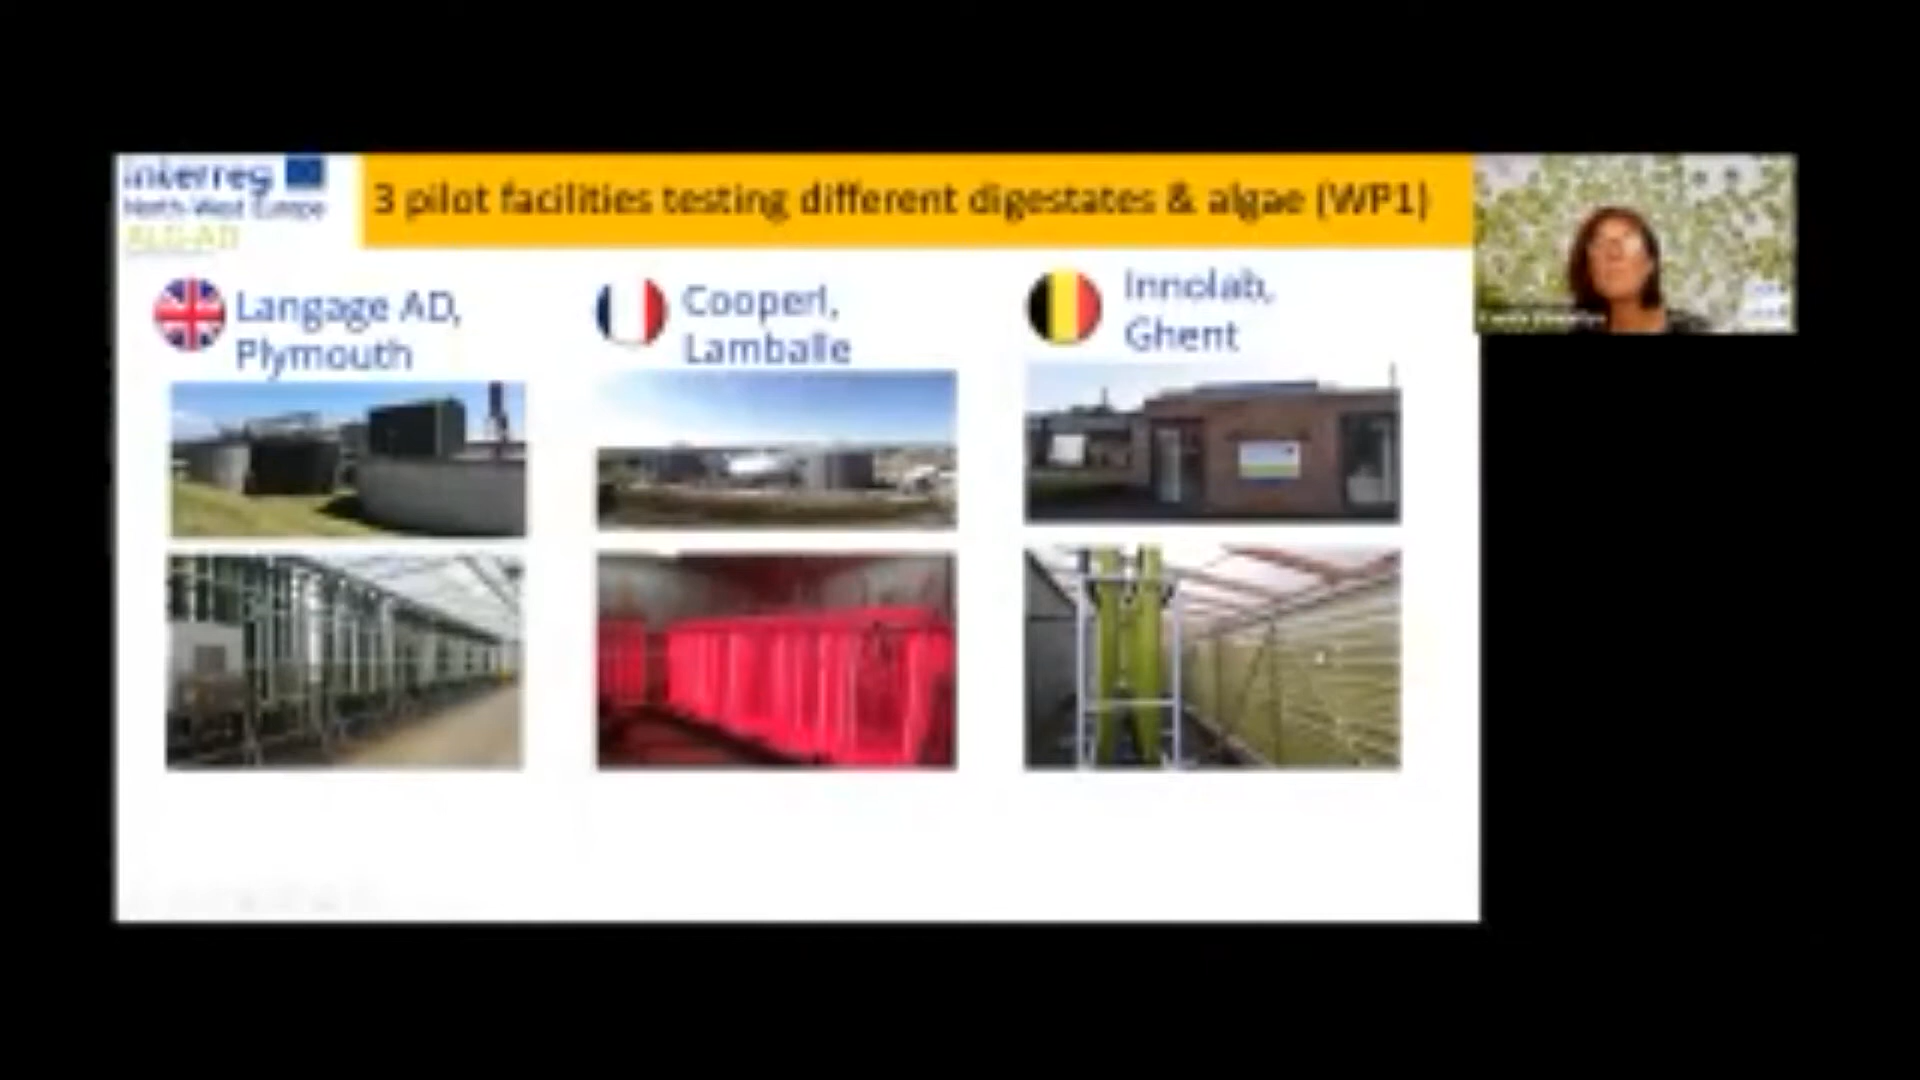 Interreg
North-West Europe
ALG-AD
3 pilot facilities testing different digestates & algae (WP1)
Langage AD,
Plymouth
Cooperl,
Lamballe
Innolab,
Ghent